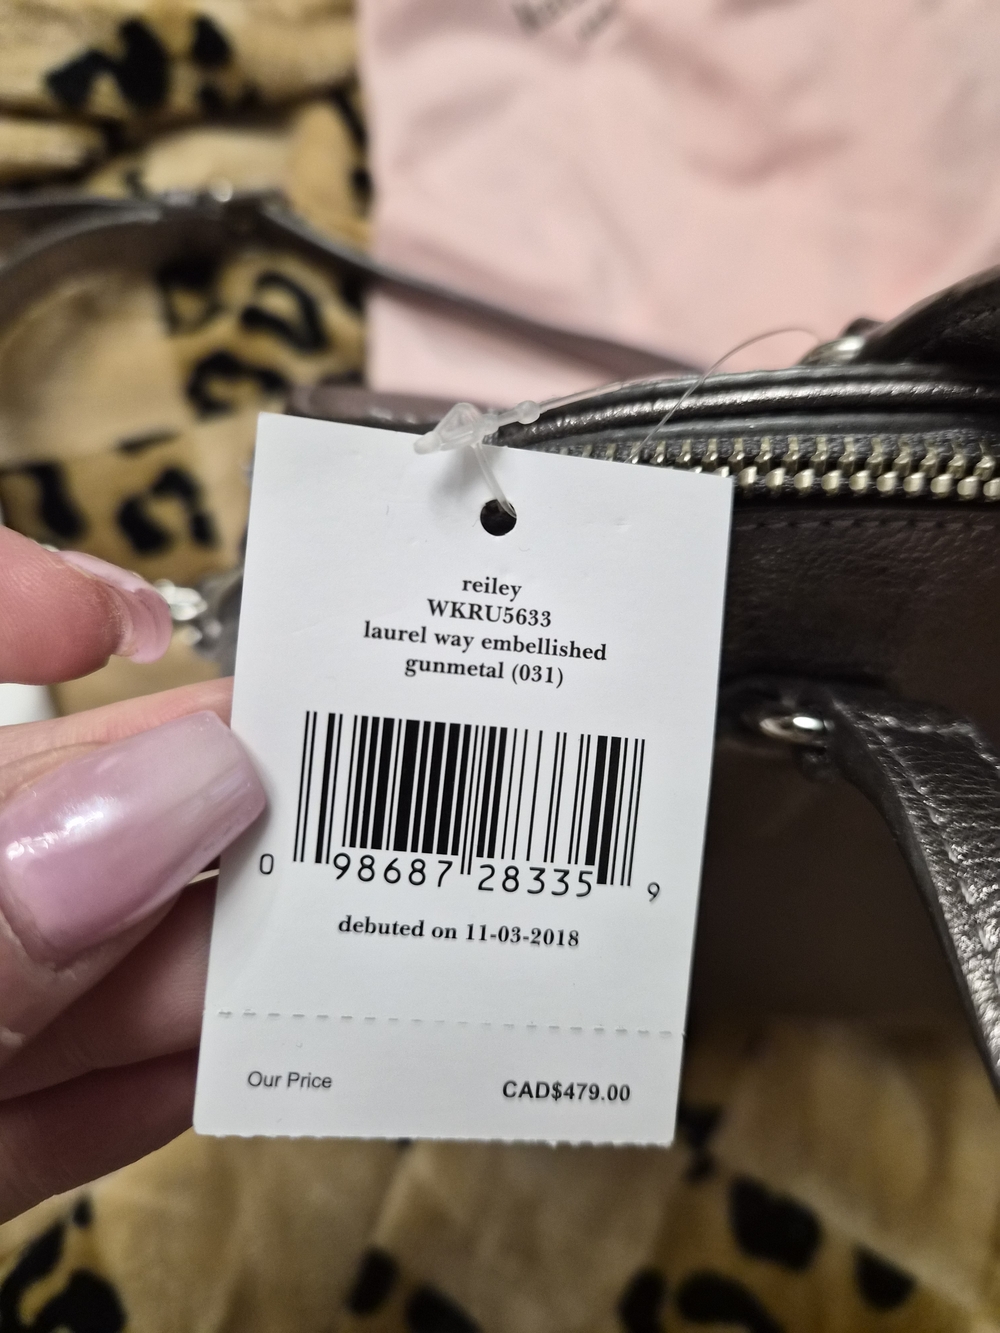 reiley
WKRU5633
laurel way embellished
gunmetal (031)
0 98687 28335 9
debuted on 11-03-2018
Our Price CAD$479.00